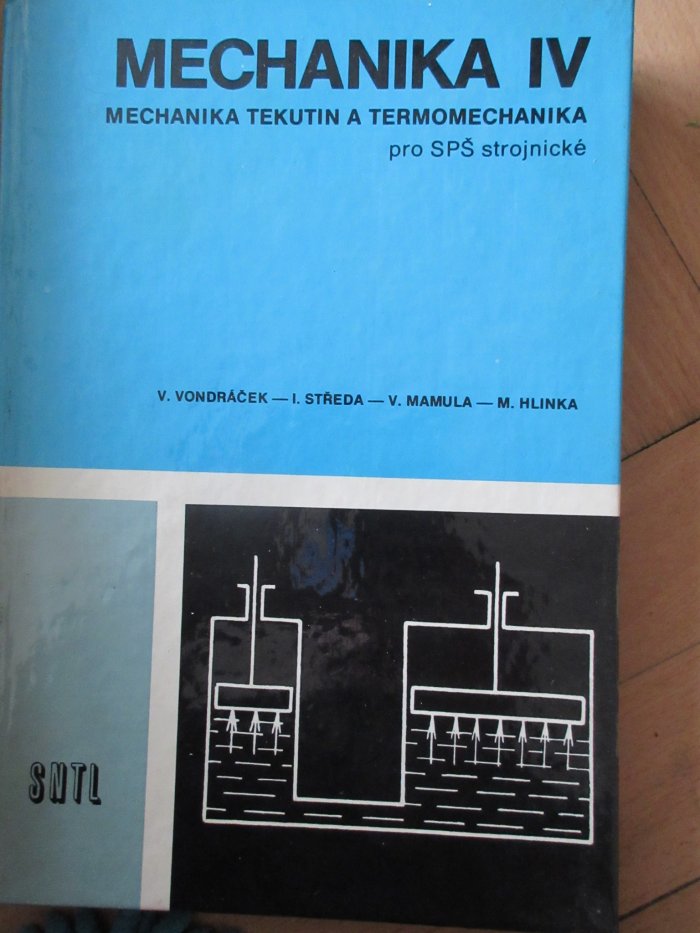 MECHANIKA IV
MECHANIKA TEKUTIN A TERMOMECHANIKA
pro SPŠ strojnické
V. VONDRÁČEK — I. STŘEDA — V. MAMULA — M. HLINKA
SNTL